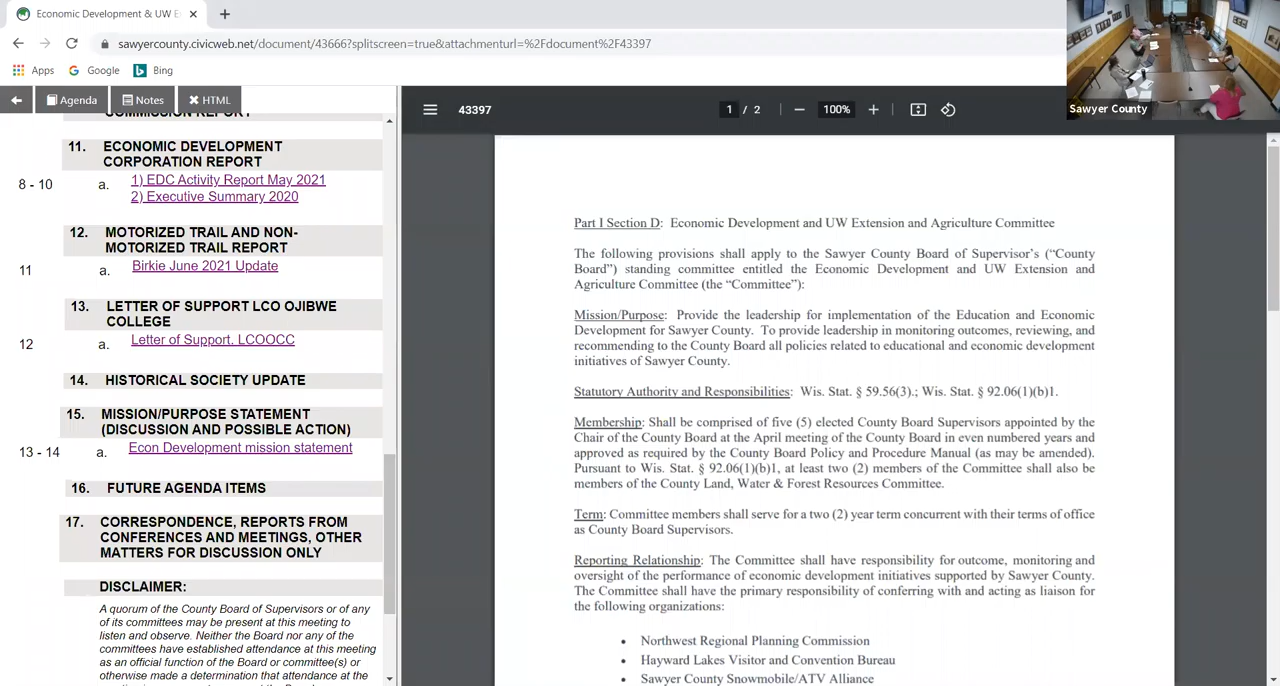 Economic Development & UW E
sawyercounty.civicweb.net/document/43666?splitscreen=true&attachmenturl=%2Fdocument%2F43397
Apps
Google
Bing
Agenda
Notes
HTML
COMMISSION REPORT
11. ECONOMIC DEVELOPMENT
CORPORATION REPORT
8 - 10 a. 1) EDC Activity Report May 2021
2) Executive Summary 2020
12. MOTORIZED TRAIL AND NON-
MOTORIZED TRAIL REPORT
11 a. Birkie June 2021 Update
13. LETTER OF SUPPORT LCO OJIBWE
COLLEGE
12 a. Letter of Support, LCOOCC
14. HISTORICAL SOCIETY UPDATE
15. MISSION/PURPOSE STATEMENT
(DISCUSSION AND POSSIBLE ACTION)
13 - 14 a. Econ Development mission statement
16. FUTURE AGENDA ITEMS
17. CORRESPONDENCE, REPORTS FROM
CONFERENCES AND MEETINGS, OTHER
MATTERS FOR DISCUSSION ONLY
DISCLAIMER:
A quorum of the County Board of Supervisors or of any
of its committees may be present at this meeting to
listen and observe. Neither the Board nor any of the
committees have established attendance at this meeting
as an official function of the Board or committee(s) or
otherwise made a determination that attendance at the
43397
1 / 2
100%
Sawyer County
Part I Section D: Economic Development and UW Extension and Agriculture Committee
The following provisions shall apply to the Sawyer County Board of Supervisor's ("County
Board") standing committee entitled the Economic Development and UW Extension and
Agriculture Committee (the "Committee"):
Mission/Purpose: Provide the leadership for implementation of the Education and Economic
Development for Sawyer County. To provide leadership in monitoring outcomes, reviewing, and
recommending to the County Board all policies related to educational and economic development
initiatives of Sawyer County.
Statutory Authority and Responsibilities: Wis. Stat. § 59.56(3).; Wis. Stat. § 92.06(1)(b)1.
Membership: Shall be comprised of five (5) elected County Board Supervisors appointed by the
Chair of the County Board at the April meeting of the County Board in even numbered years and
approved as required by the County Board Policy and Procedure Manual (as may be amended).
Pursuant to Wis. Stat. § 92.06(1)(b)1, at least two (2) members of the Committee shall also be
members of the County Land, Water & Forest Resources Committee.
Term: Committee members shall serve for a two (2) year term concurrent with their terms of office
as County Board Supervisors.
Reporting Relationship: The Committee shall have responsibility for outcome, monitoring and
oversight of the performance of economic development initiatives supported by Sawyer County.
The Committee shall have the primary responsibility of conferring with and acting as liaison for
the following organizations:
• Northwest Regional Planning Commission
• Hayward Lakes Visitor and Convention Bureau
• Sawyer County Snowmobile/ATV Alliance